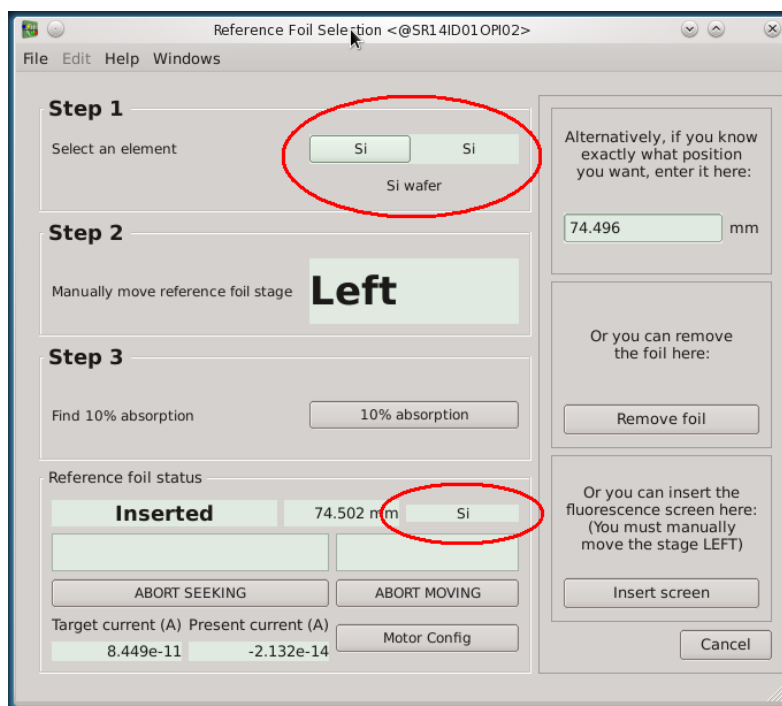 Reference Foil Selection <@SR14ID01OPI02>
File Edit Help Windows
Step 1
Select an element
Si
Si
Si wafer
Step 2
Manually move reference foil stage
Left
Step 3
Find 10% absorption
10% absorption
Reference foil status
Inserted
74.502 mm
Si
ABORT SEEKING
ABORT MOVING
Target current (A)
Present current (A)
8.449e-11
-2.132e-14
Motor Config
Alternatively, if you know
exactly what position
you want, enter it here:
74.496
mm
Or you can remove
the foil here:
Remove foil
Or you can insert the
fluorescence screen here:
(You must manually
move the stage LEFT)
Insert screen
Cancel